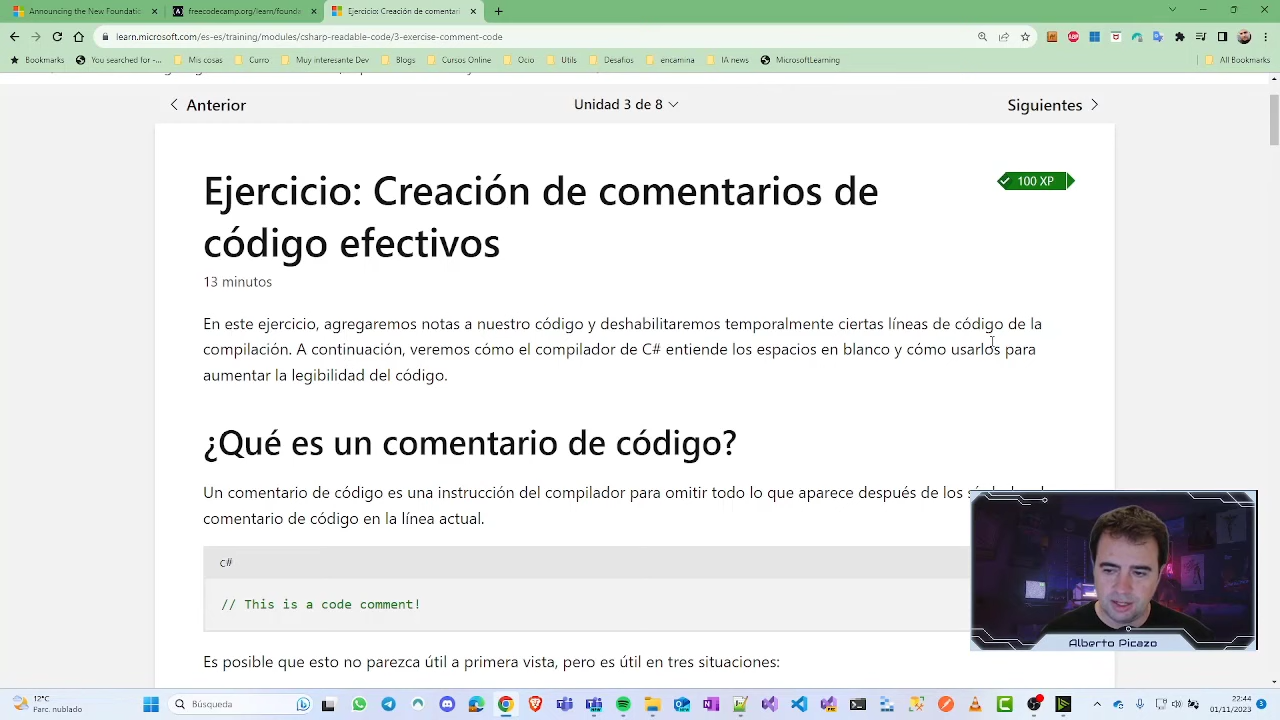 Announcing the New Foundatic
freecodecamp.org/learn/foundi
Ejercicio: Creación de comentari
learn.microsoft.com/es-es/training/modules/csharp-readable-code/3-exercise-comment-code
Bookmarks
You searched for -...
Mis cosas
Curro
Muy interesante Dev
Blogs
Cursos Online
Ocio
Utils
Desafios
encamina
IA news
MicrosoftLearning
All Bookmarks
Anterior
Unidad 3 de 8
Siguientes
Ejercicio: Creación de comentarios de
código efectivos
100 XP
13 minutos
En este ejercicio, agregaremos notas a nuestro código y deshabilitaremos temporalmente ciertas líneas de código de la
compilación. A continuación, veremos cómo el compilador de C# entiende los espacios en blanco y cómo usarlos para
aumentar la legibilidad del código.
¿Qué es un comentario de código?
Un comentario de código es una instrucción del compilador para omitir todo lo que aparece después de los
comentario de código en la línea actual.
C#
// This is a code comment!
Es posible que esto no parezca útil a primera vista, pero es útil en tres situaciones:
Alberto Picazo
12°C
Parc. nublado
Búsqueda
22:44
01/11/2023
3